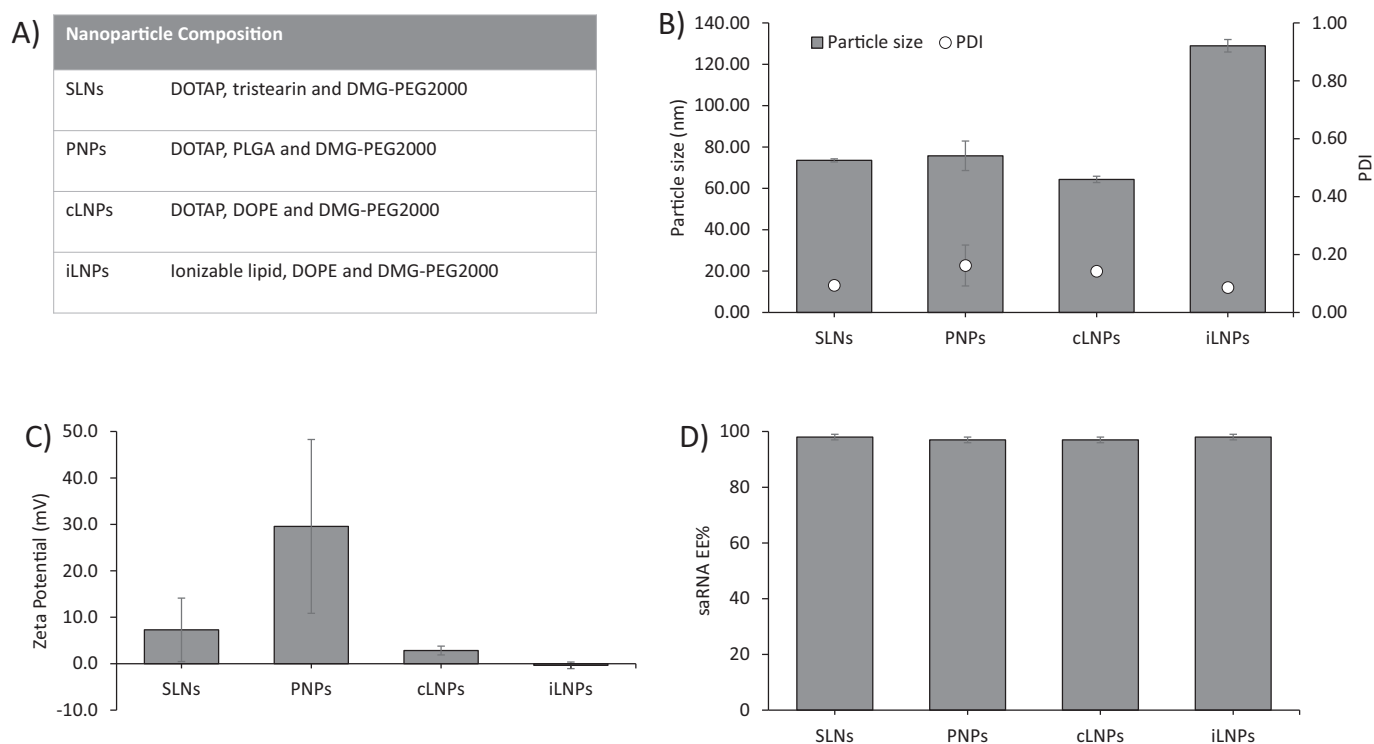 A)
Nanoparticle Composition
SLNs DOTAP, tristearin and DMG-PEG2000
PNPs DOTAP, PLGA and DMG-PEG2000
cLNPs DOTAP, DOPE and DMG-PEG2000
iLNPs Ionizable lipid, DOPE and DMG-PEG2000
B)
Particle size PDI
Particle size (nm)
140.00
120.00
100.00
80.00
60.00
40.00
20.00
0.00
1.00
0.80
0.60
0.40
0.20
0.00
PDI
SLNs PNPs cLNPs iLNPs
C)
Zeta Potential (mV)
50.0
40.0
30.0
20.0
10.0
0.0
-10.0
SLNs PNPs cLNPs iLNPs
D)
saRNA EE%
100
80
60
40
20
0
SLNs PNPs cLNPs iLNPs